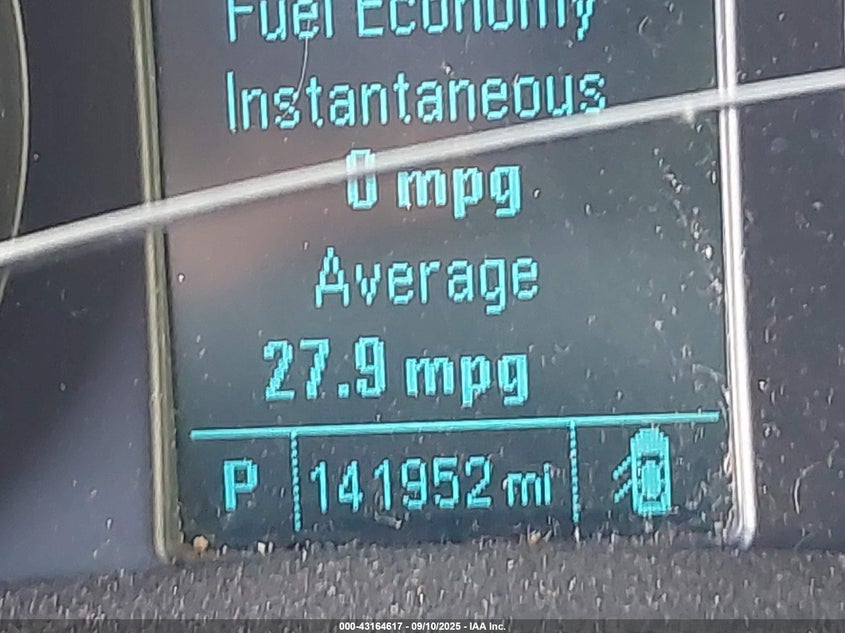 Fuel Economy
Instantaneous
0 mpg
Average
27.9 mpg
P 141952 mi
000-43164617 - 09/10/2025 - IAA Inc.